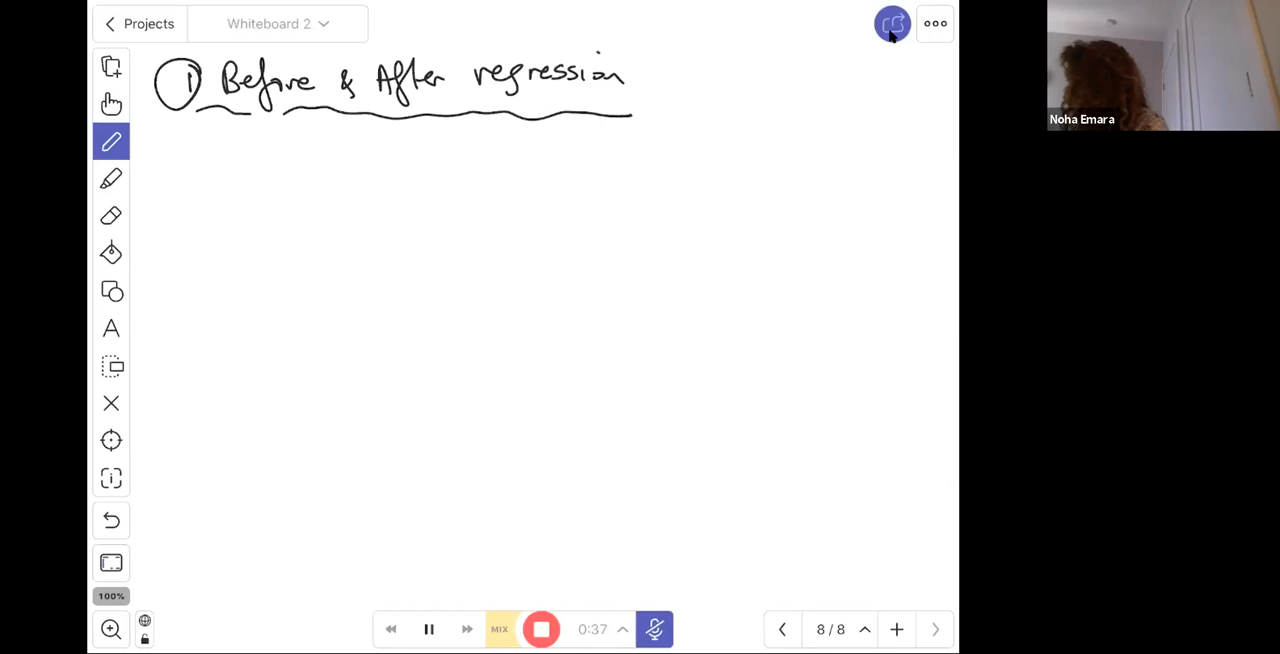 Projects
Whiteboard 2
① Before & After regression
Noha Emara
A
100%
MIX
0:37
8 / 8